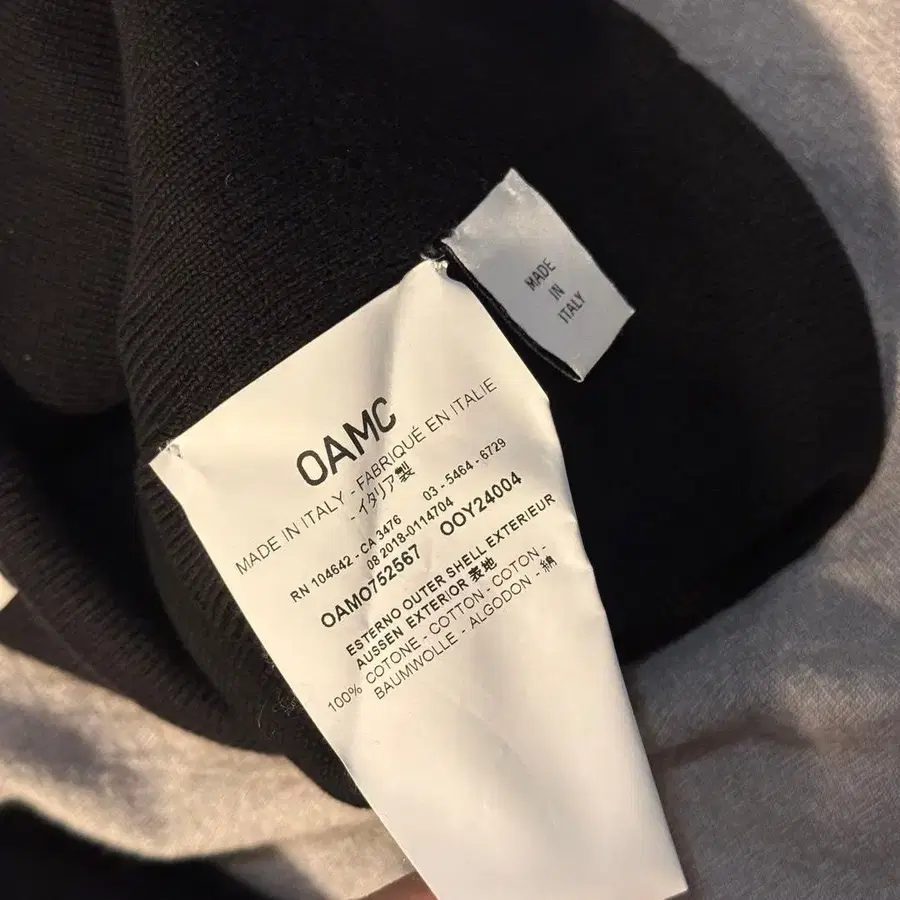 MADE
IN
ITALY
OAMC
MADE IN ITALY - FABRIQUÉ EN ITALIE
- イタリア製
RN 104642 - CA 3476 03 - 5464 - 6729
08 2018-0114704
OAMO752567 OOY24004
ESTERNO OUTER SHELL EXTERIEUR
AUSSEN EXTERIOR 表地
100% COTONE - COTTON - COTON -
BAUMWOLLE - ALGODON - 綿